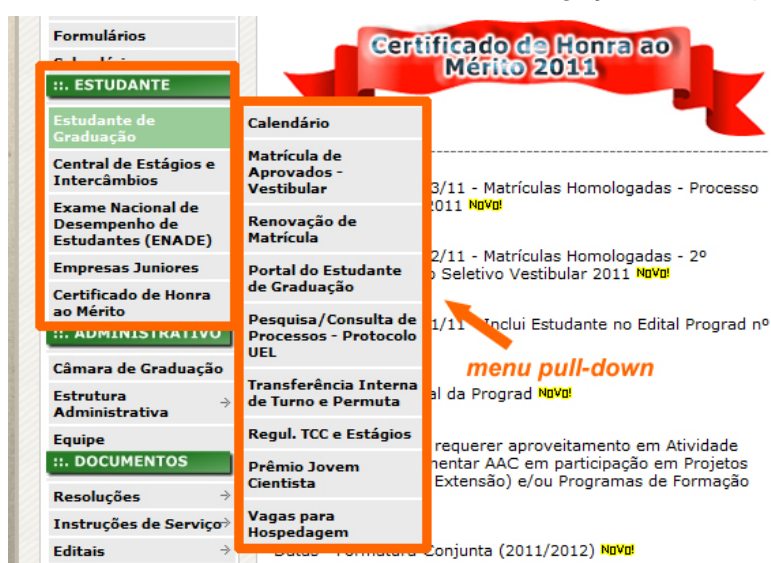 Formulários
::. ESTUDANTE
Estudante de
Graduação
Central de Estágios e
Intercâmbios
Exame Nacional de
Desempenho de
Estudantes (ENADE)
Empresas Juniores
Certificado de Honra
ao Mérito
::. ADMINISTRATIVO
Câmara de Graduação
Estrutura
Administrativa
Equipe
::. DOCUMENTOS
Resoluções
Instruções de Serviço
Editais
Calendário
Matrícula de
Aprovados -
Vestibular
Renovação de
Matrícula
Portal do Estudante
de Graduação
Pesquisa/Consulta de
Processos - Protocolo
UEL
Transferência Interna
de Turno e Permuta
Regul. TCC e Estágios
Prêmio Jovem
Cientista
Vagas para
Hospedagem
Certificado de Honra ao
Mérito 2011
3/11 - Matrículas Homologadas - Processo
2011 NOVO!
2/11 - Matrículas Homologadas - 2º
Seletivo Vestibular 2011 NOVO!
1/11 - Inclui Estudante no Edital Prograd nº
menu pull-down
al da Prograd NOVO!
requerer aproveitamento em Atividade
mentar AAC em participação em Projetos
Extensão) e/ou Programas de Formação
Datas - Formatura Conjunta (2011/2012) NOVO!